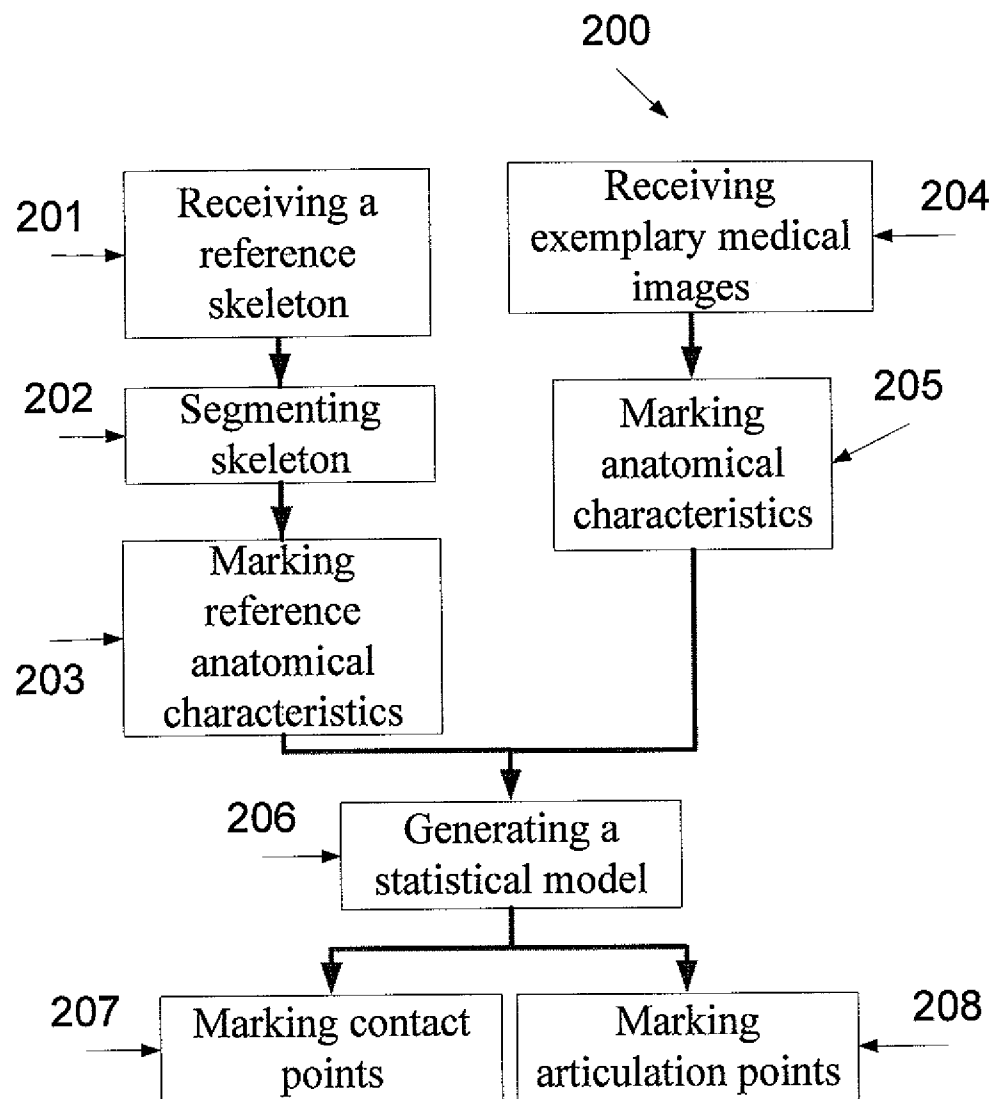 200
201
Receiving a
reference
skeleton
204
Receiving
exemplary medical
images
202
Segmenting
skeleton
205
Marking
anatomical
characteristics
203
Marking
reference
anatomical
characteristics
206
Generating a
statistical model
207
Marking contact
points
208
Marking
articulation points